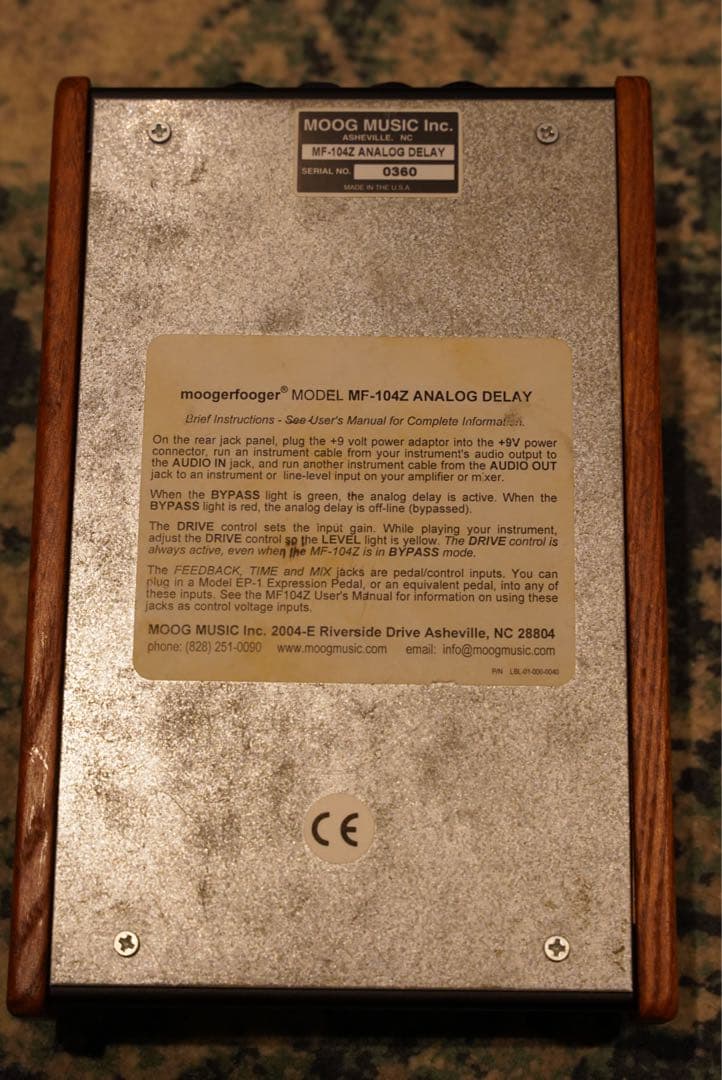 MOOG MUSIC Inc.
ASHEVILLE, NC
MF-104Z ANALOG DELAY
SERIAL NO. 0360
MADE IN THE U.S.A
moogerfooger® MODEL MF-104Z ANALOG DELAY
Brief Instructions - See User's Manual for Complete Information.
On the rear jack panel, plug the +9 volt power adaptor into the +9V power
connector, run an instrument cable from your instrument's audio output to
the AUDIO IN jack, and run another instrument cable from the AUDIO OUT
jack to an instrument or line-level input on your amplifier or mixer.
When the BYPASS light is green, the analog delay is active. When the
BYPASS light is red, the analog delay is off-line (bypassed).
The DRIVE control sets the input gain. While playing your instrument,
adjust the DRIVE control so the LEVEL light is yellow. The DRIVE control is
always active, even when the MF-104Z is in BYPASS mode.
The FEEDBACK, TIME and MIX jacks are pedal/control inputs. You can
plug in a Model EP-1 Expression Pedal, or an equivalent pedal, into any of
these inputs. See the MF104Z User's Manual for information on using these
jacks as control voltage inputs.
MOOG MUSIC Inc. 2004-E Riverside Drive Asheville, NC 28804
phone: (828) 251-0090 www.moogmusic.com email: info@moogmusic.com
P/N LBL-01-000-0040
CE